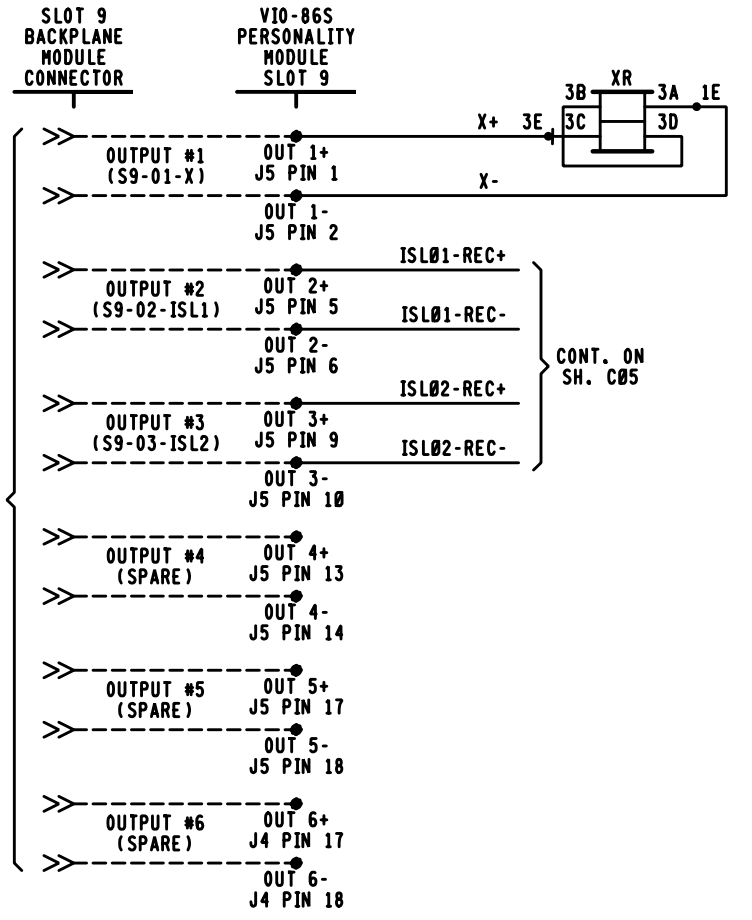 SLOT 9
BACKPLANE
MODULE
CONNECTOR
VIO-86S
PERSONALITY
MODULE
SLOT 9
XR
3B
3A
1E
X+
3E
3C
3D
OUTPUT #1
(S9-01-X)
OUT 1+
J5 PIN 1
X-
OUT 1-
J5 PIN 2
ISLØ1-REC+
OUTPUT #2
(S9-02-ISL1)
OUT 2+
J5 PIN 5
ISLØ1-REC-
OUT 2-
J5 PIN 6
CONT. ON
SH. CØ5
ISLØ2-REC+
OUTPUT #3
(S9-03-ISL2)
OUT 3+
J5 PIN 9
ISLØ2-REC-
OUT 3-
J5 PIN 10
OUTPUT #4
(SPARE)
OUT 4+
J5 PIN 13
OUT 4-
J5 PIN 14
OUTPUT #5
(SPARE)
OUT 5+
J5 PIN 17
OUT 5-
J5 PIN 18
OUTPUT #6
(SPARE)
OUT 6+
J4 PIN 17
OUT 6-
J4 PIN 18